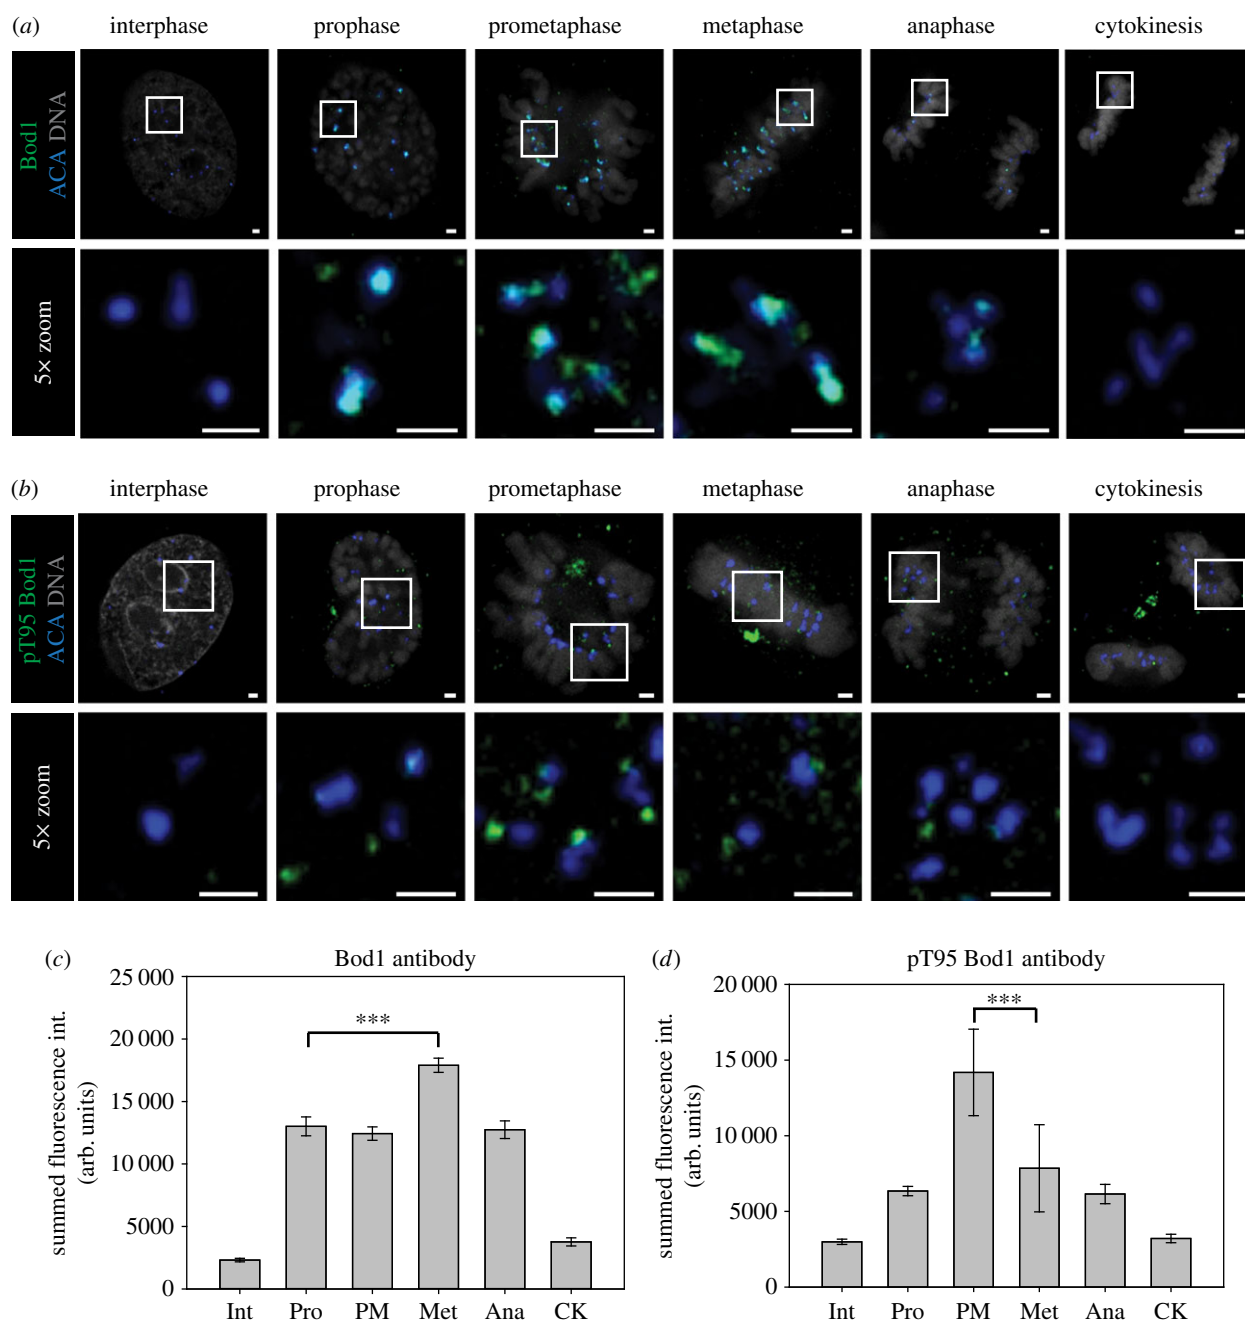 (a) interphase prophase prometaphase metaphase anaphase cytokinesis
Bod1
ACA DNA
5× zoom
(b) interphase prophase prometaphase metaphase anaphase cytokinesis
pT95 Bod1
ACA DNA
5× zoom
(c) Bod1 antibody
summed fluorescence int.
(arb. units)
25 000
20 000
15 000
10 000
5000
0
***
Int Pro PM Met Ana CK
(d) pT95 Bod1 antibody
summed fluorescence int.
(arb. units)
20 000
15 000
10 000
5000
0
***
Int Pro PM Met Ana CK